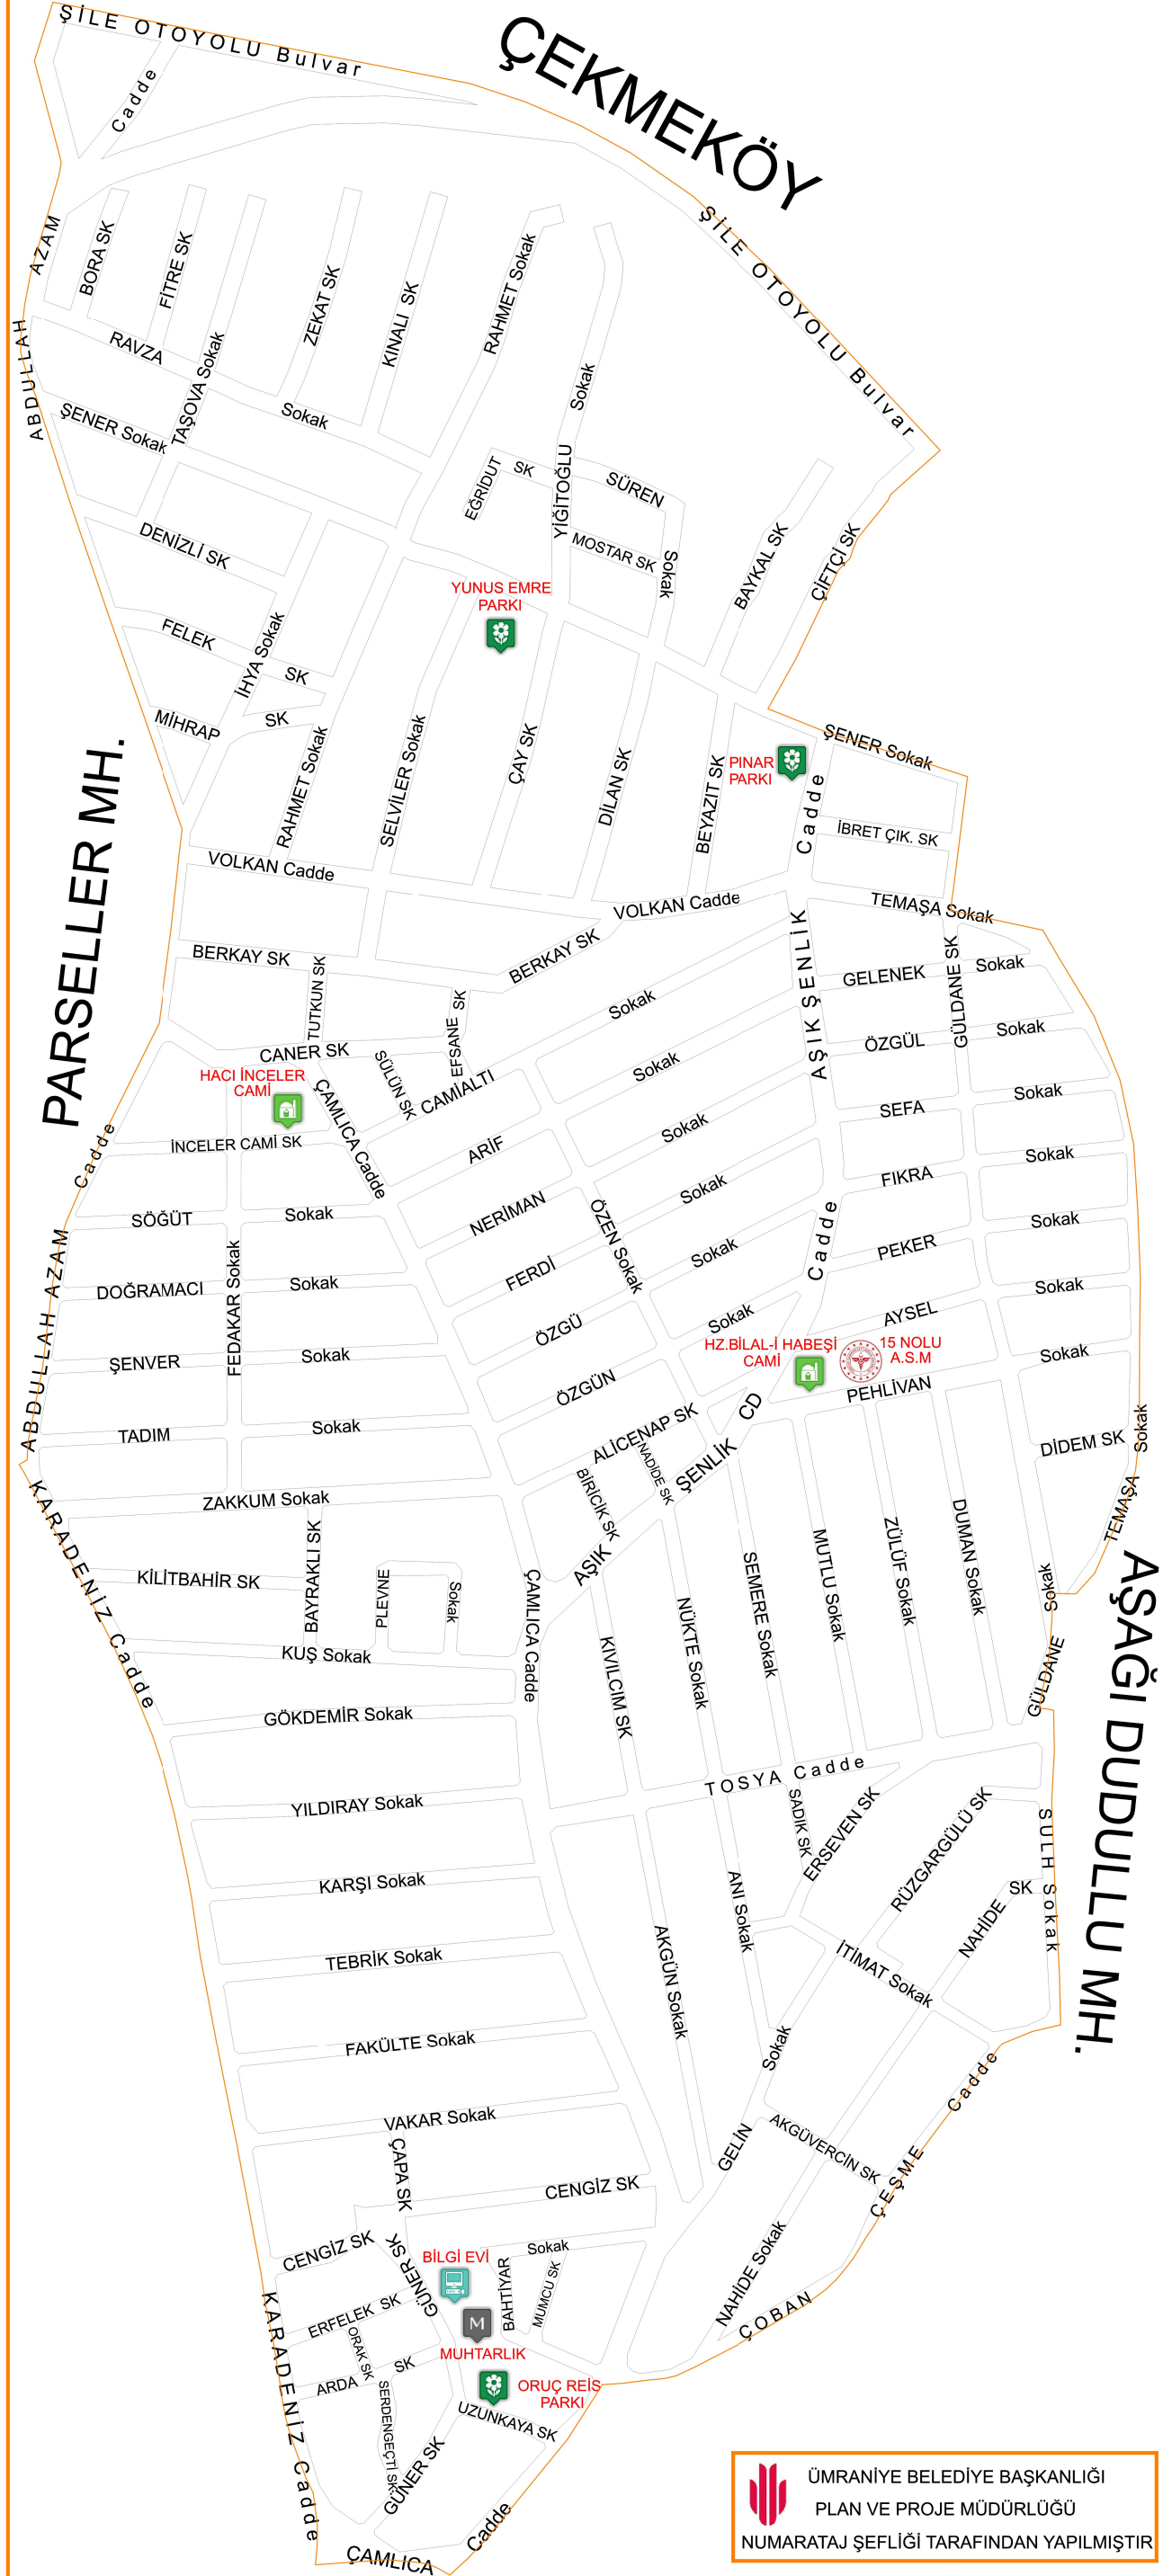 ŞİLE OTOYOLU Bulvar
Cadde
ÇEKMEKÖY
ŞİLE OTOYOLU Bulvar
ABDULLAH AZAM
BORA SK
FİTRE SK
ZEKAT SK
KINALI SK
RAHMET Sokak
RAVZA Sokak
TAŞOVA Sokak
YİĞİTOĞLU Sokak
ŞENER Sokak
EĞRİDUT SK
SÜREN Sokak
MOSTAR SK
BAYKAL SK
ÇİFTÇİ SK
DENİZLİ SK
YUNUS EMRE
PARKI
FELEK SK
İHYA Sokak
MİHRAP SK
RAHMET Sokak
SELVİLER Sokak
ÇAY SK
DİLAN SK
BEYAZIT SK
PINAR
PARKI
ŞENER Sokak
Cadde
İBRET ÇIK. SK
PARSELLER MH.
VOLKAN Cadde
VOLKAN Cadde
TEMAŞA Sokak
AŞIK ŞENLİK
BERKAY SK
BERKAY SK
TUTKUN SK
EFSANE SK
GELENEK Sokak
GÜLDANE SK
ÖZGÜL Sokak
CANER SK
SÜLÜN SK
CAMİALTI Sokak
HACI İNCELER
CAMİ
ÇAMLICA Cadde
SEFA Sokak
İNCELER CAMİ SK
ARİF Sokak
FIKRA Sokak
ABDULLAH AZAM Cadde
SÖĞÜT Sokak
NERİMAN Sokak
ÖZEN Sokak
Cadde
PEKER Sokak
FEDAKAR Sokak
DOĞRAMACI Sokak
FERDİ Sokak
AYSEL Sokak
ŞENVER Sokak
ÖZGÜ Sokak
HZ.BİLAL-İ HABEŞİ
CAMİ
15 NOLU
A.S.M
PEHLİVAN Sokak
ÖZGÜN Sokak
TADIM Sokak
ALİCENAP SK
AŞIK ŞENLİK CD
DİDEM SK
TEMAŞA Sokak
BİRİCİK SK
NADİDE SK
ZAKKUM Sokak
KARADENİZ Cadde
BAYRAKLI SK
KİLİTBAHİR SK
PLEVNE Sokak
ÇAMLICA Cadde
KUŞ Sokak
KIVILCIM SK
NÜKTE Sokak
SEMERE Sokak
MUTLU Sokak
ZÜLÜF Sokak
DUMAN Sokak
GÜLDANE Sokak
AŞAĞI DUDULLU MH.
GÖKDEMİR Sokak
TOSYA Cadde
YILDIRAY Sokak
SADIK SK
ERSEVEN SK
RÜZGARGÜLÜ SK
SULH Sokak
KARŞI Sokak
ANI Sokak
NAHİDE SK
AKGÜN Sokak
İTİMAT Sokak
TEBRİK Sokak
FAKÜLTE Sokak
GELİN Sokak
VAKAR Sokak
AKGÜVERCİN SK
ÇOBAN ÇEŞME Cadde
ÇAPA SK
CENGİZ SK
CENGİZ SK
GÜNER SK
BİLGİ EVİ
BAHTİYAR Sokak
MUMCU SK
NAHİDE Sokak
ERFELEK SK
M
MUHTARLIK
ORAK SK
ARDA SK
ORUÇ REİS
PARKI
SERDENGEÇTİ SK
UZUNKAYA SK
GÜNER SK
KARADENİZ Cadde
ÇAMLICA Cadde
ÜMRANİYE BELEDİYE BAŞKANLIĞI
PLAN VE PROJE MÜDÜRLÜĞÜ
NUMARATAJ ŞEFLİĞİ TARAFINDAN YAPILMIŞTIR